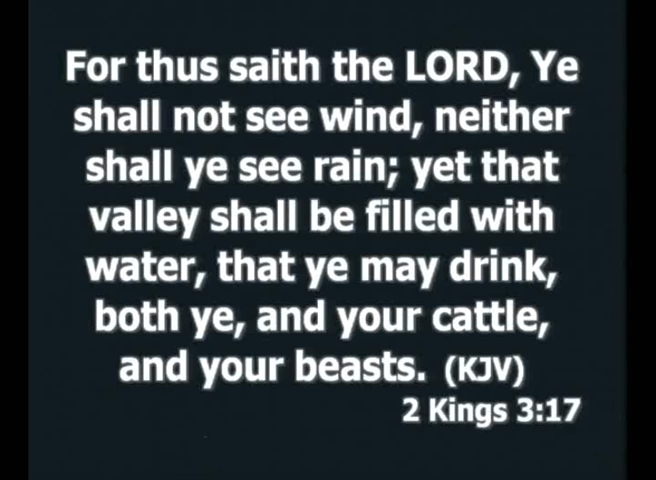 For thus saith the LORD, Ye
shall not see wind, neither
shall ye see rain; yet that
valley shall be filled with
water, that ye may drink,
both ye, and your cattle,
and your beasts. (KJV)
2 Kings 3:17